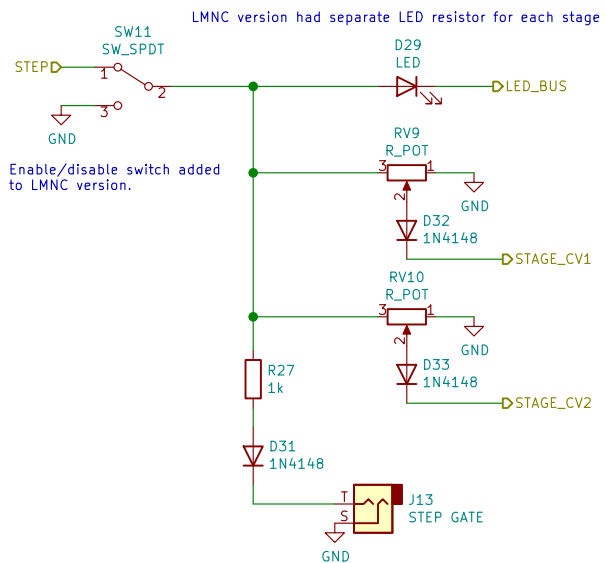 LMNC version had separate LED resistor for each stage
SW11
SW_SPDT
STEP
1
2
3
GND
Enable/disable switch added
to LMNC version.
D29
LED
LED_BUS
RV9
R_POT
3
1
2
GND
D32
1N4148
STAGE_CV1
RV10
R_POT
3
1
2
GND
D33
1N4148
STAGE_CV2
R27
1k
D31
1N4148
T
S
J13
STEP GATE
GND